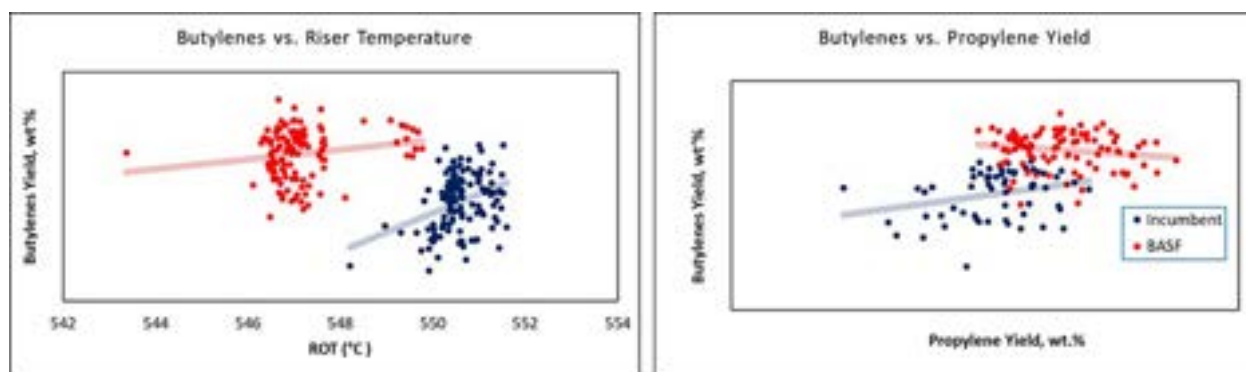 Butylenes vs. Riser Temperature
Butylenes Yield, wt'%
542 544 546 548 550 552 554
ROT (°C)
Butylenes vs. Propylene Yield
Butylenes Yield, wt'%
Incumbent
BASF
Propylene Yield, wt.%